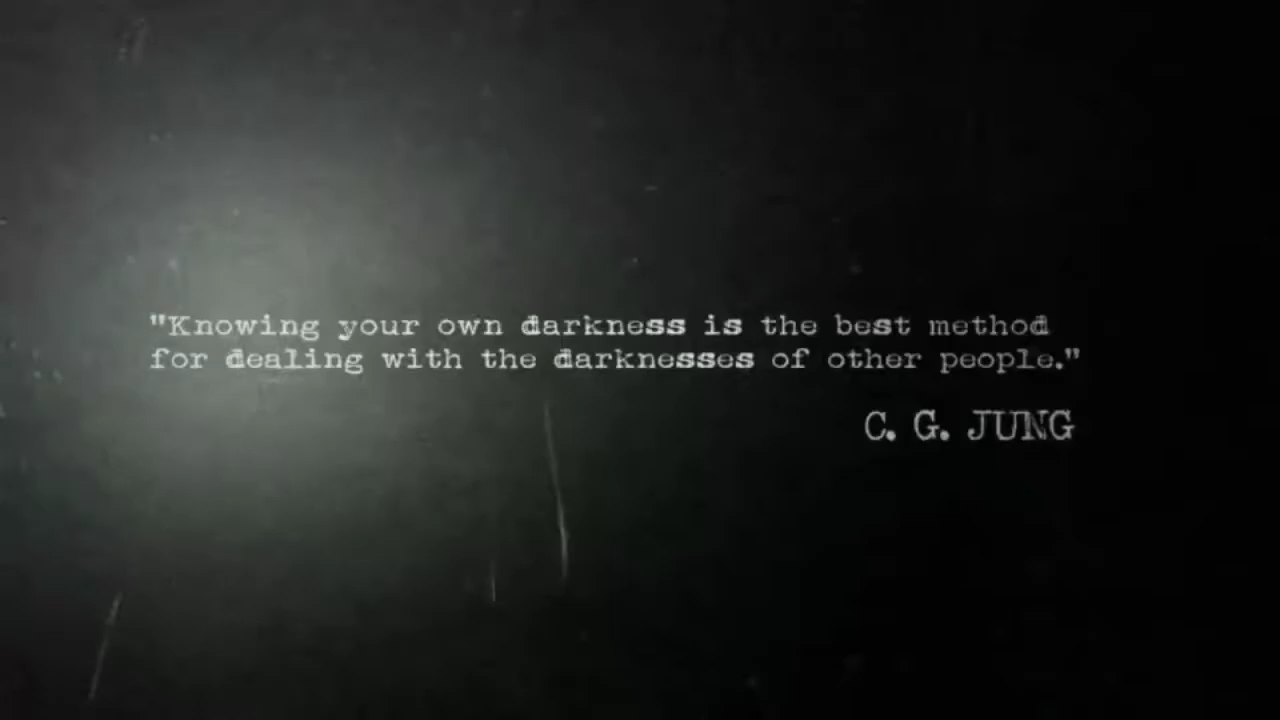 "Knowing your own darkness is the best method
for dealing with the darknesses of other people."
C. G. JUNG